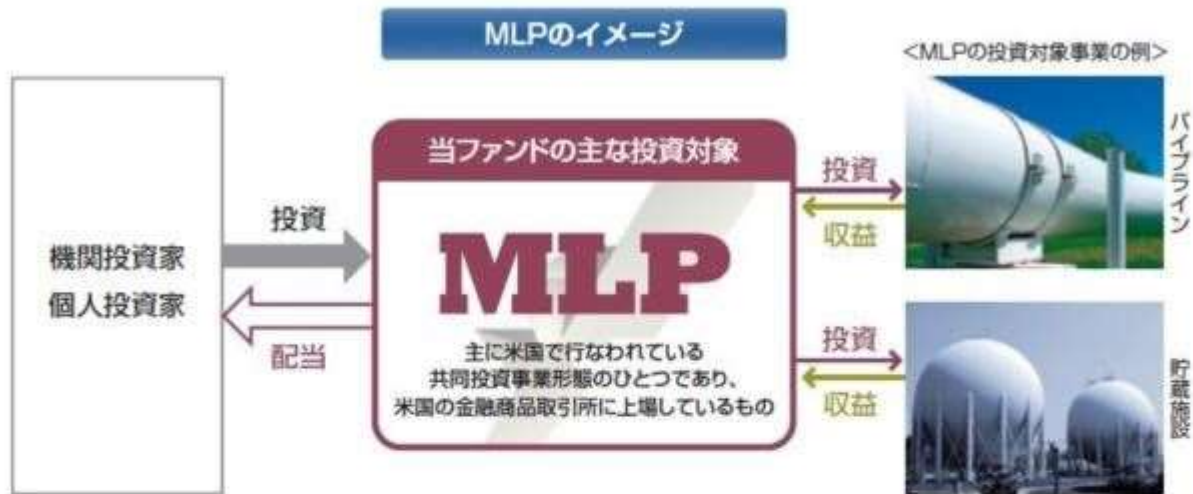 MLPのイメージ
<MLPの投資対象事業の例>
機関投資家
個人投資家
投資
配当
当ファンドの主な投資対象
MLP
主に米国で行なわれている
共同投資事業形態のひとつであり、
米国の金融商品取引所に上場しているもの
投資
収益
パイプライン
投資
収益
貯蔵施設